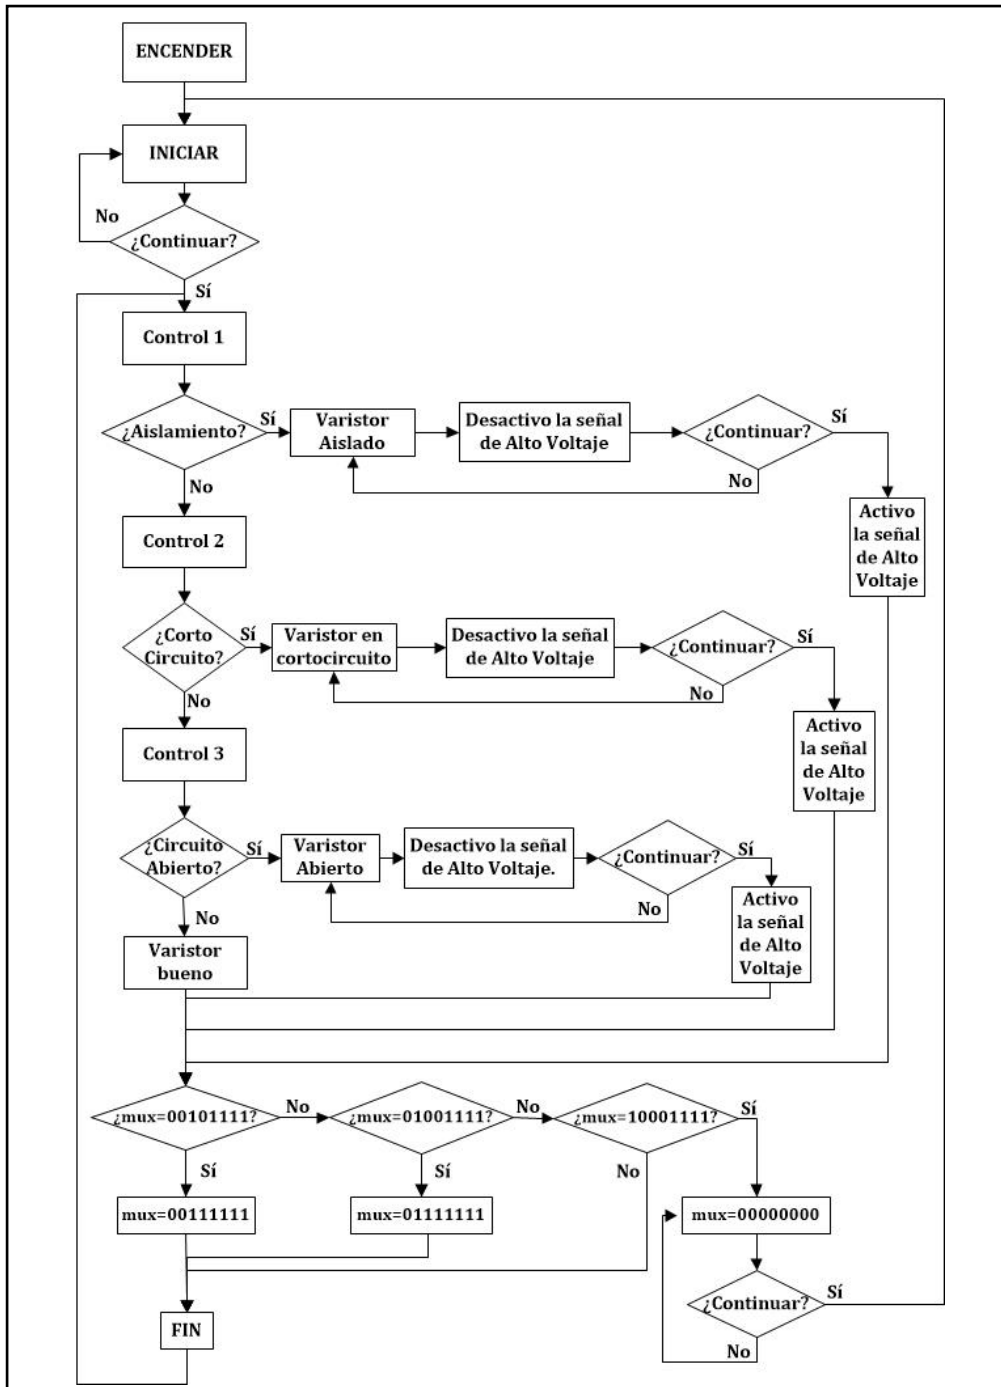 ENCENDER
INICIAR
No
¿Continuar?
Sí
Control 1
¿Aislamiento?
Sí
Varistor
Aislado
Desactivo la señal
de Alto Voltaje
¿Continuar?
Sí
No
No
Activo
la señal
de Alto
Voltaje
Control 2
¿Corto
Circuito?
Sí
Varistor en
cortocircuito
Desactivo la señal
de Alto Voltaje
¿Continuar?
Sí
No
No
Activo
la señal
de Alto
Voltaje
Control 3
¿Circuito
Abierto?
Sí
Varistor
Abierto
Desactivo la señal
de Alto Voltaje.
¿Continuar?
Sí
No
No
Activo
la señal
de Alto
Voltaje
Varistor
bueno
¿mux=00101111?
No
¿mux=01001111?
No
¿mux=10001111?
Sí
Sí
Sí
No
mux=00111111
mux=01111111
mux=00000000
¿Continuar?
Sí
No
FIN